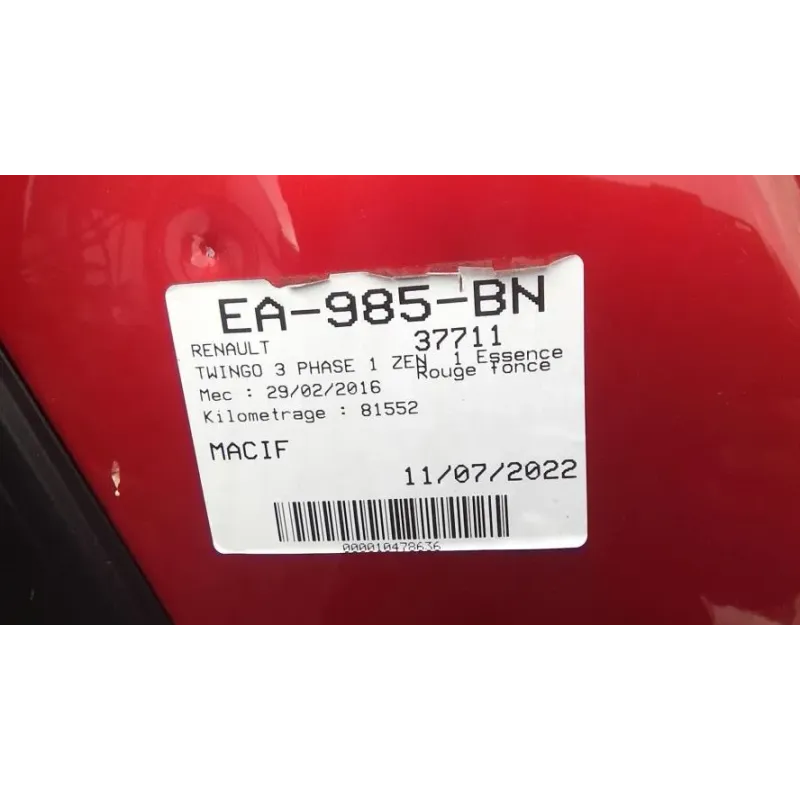 EA-985-BN
RENAULT 37711
TWINGO 3 PHASE 1 ZEN 1 Essence
Rouge fonce
Mec : 29/02/2016
Kilometrage : 81552
MACIF
11/07/2022
000010478636